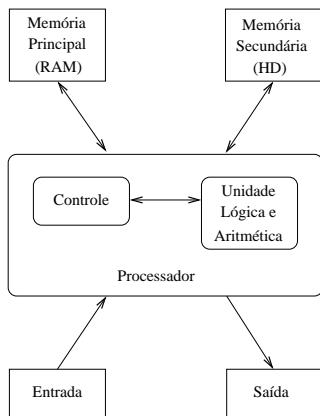 Memória
Principal
(RAM)
Memória
Secundária
(HD)
Controle
Unidade
Lógica e
Aritmética
Processador
Entrada
Saída